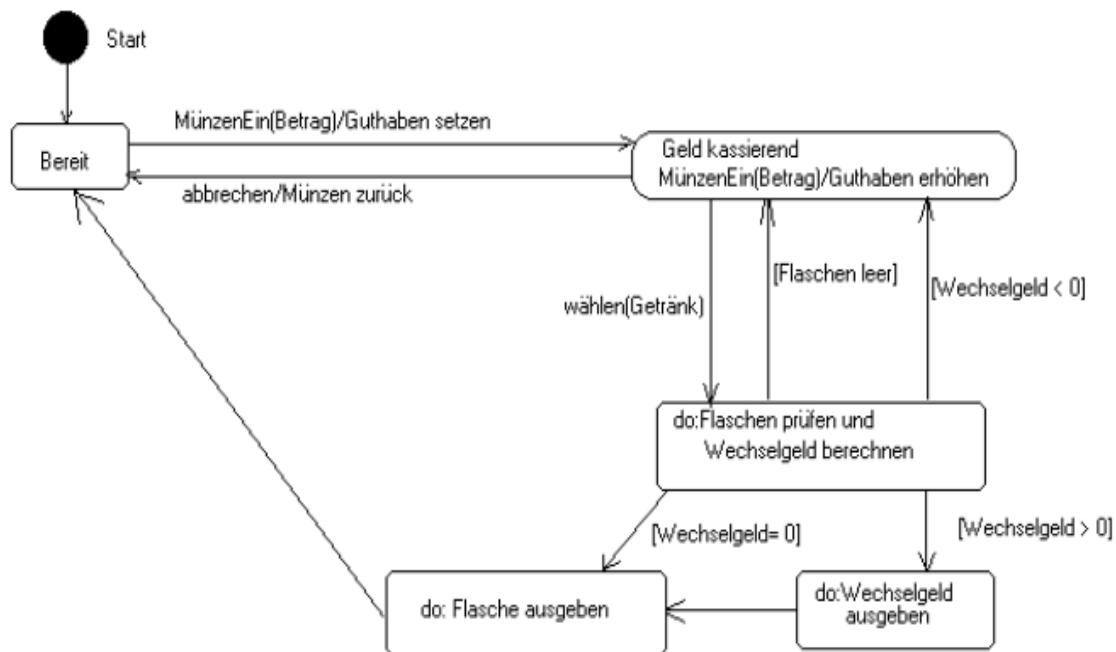 Start
MünzenEin(Betrag)/Guthaben setzen
Bereit
Geld kassierend
MünzenEin(Betrag)/Guthaben erhöhen
abbrechen/Münzen zurück
[Flaschen leer]
[Wechselgeld < 0]
wählen(Getränk)
do:Flaschen prüfen und
Wechselgeld berechnen
[Wechselgeld= 0]
[Wechselgeld > 0]
do: Flasche ausgeben
do:Wechselgeld
ausgeben